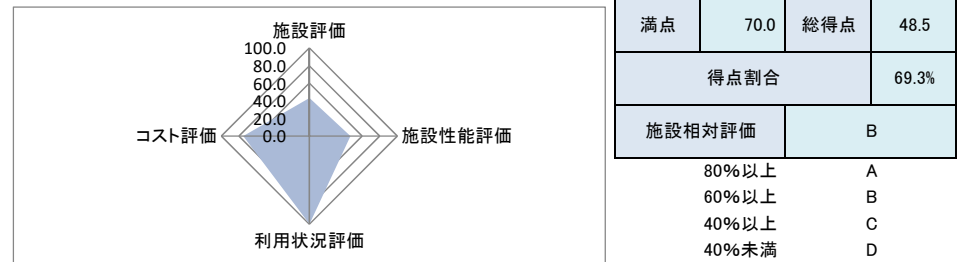 施設評価
100.0
80.0
60.0
40.0
20.0
0.0
コスト評価
施設性能評価
利用状況評価
満点 70.0 総得点 48.5
得点割合 69.3%
施設相対評価 B
80%以上 A
60%以上 B
40%以上 C
40%未満 D